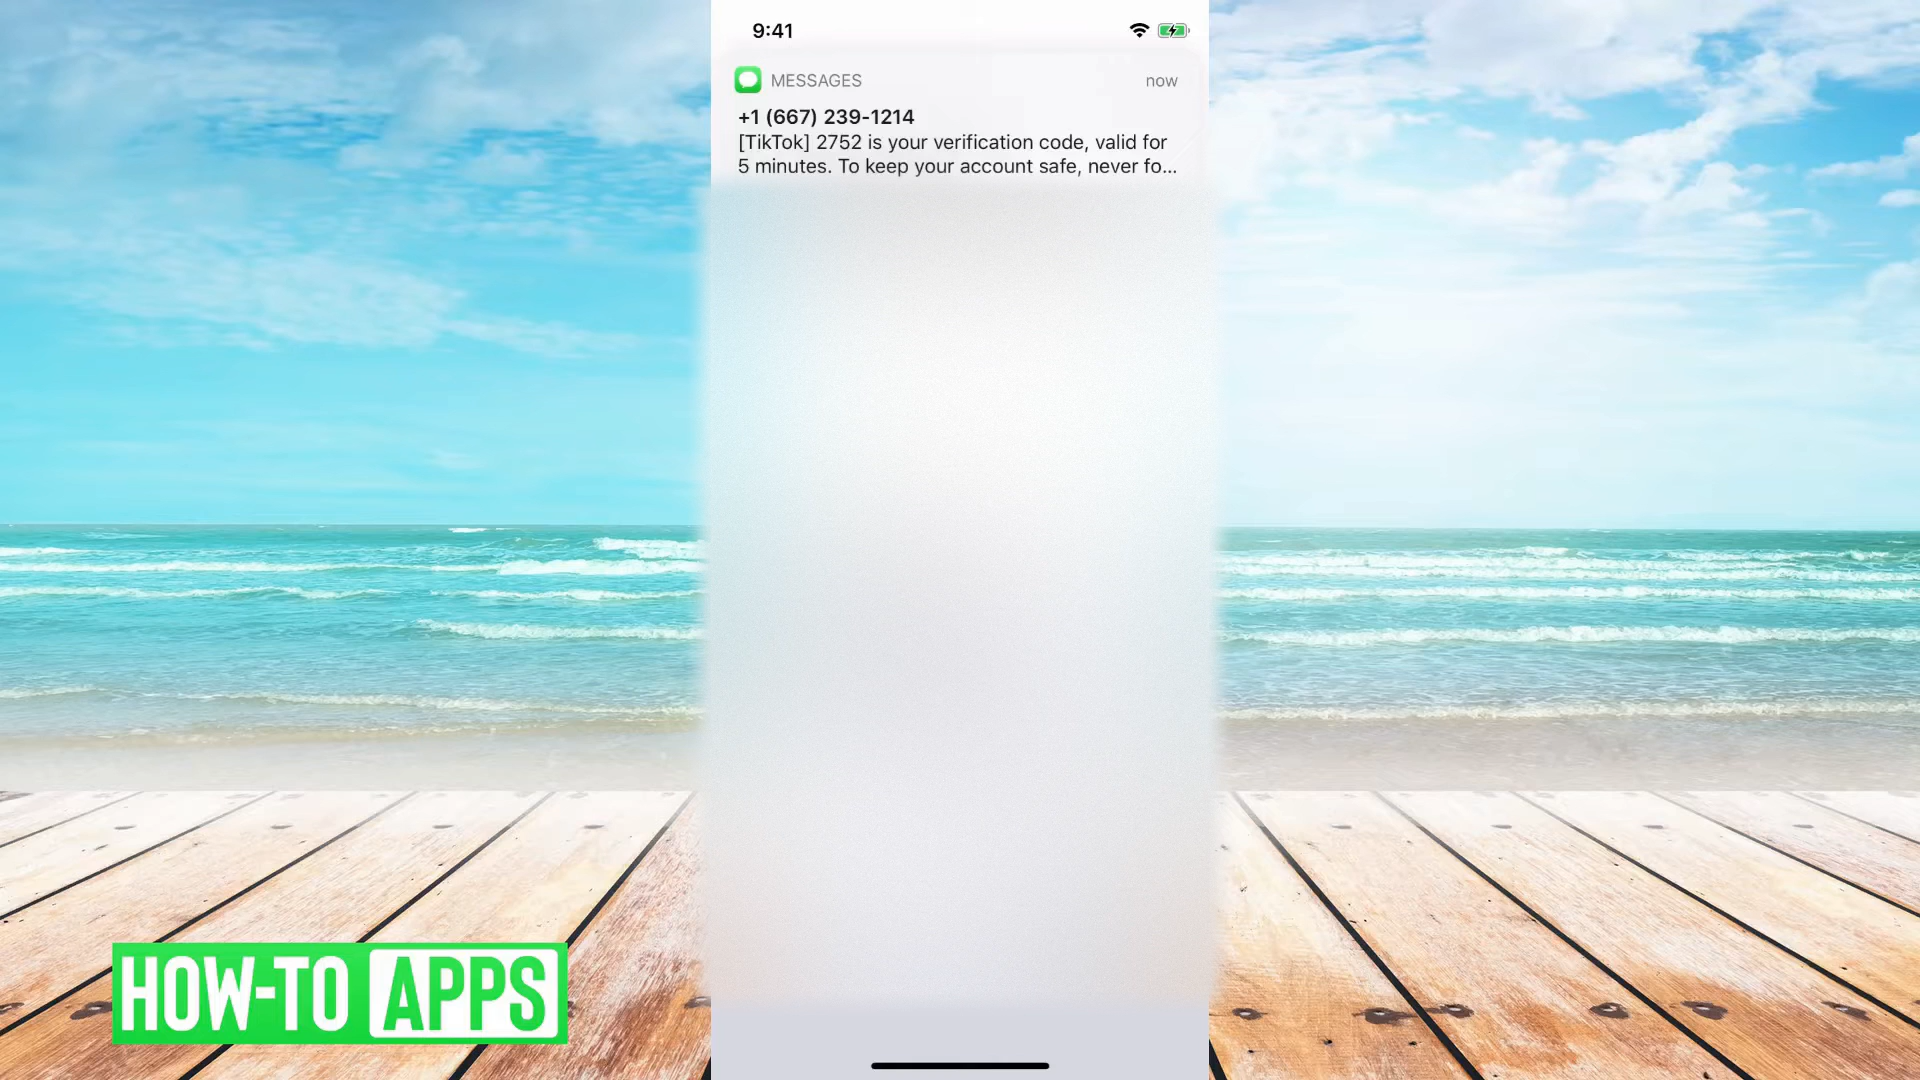 9:41
MESSAGES
now
+1 (667) 239-1214
[TikTok] 2752 is your verification code, valid for
5 minutes. To keep your account safe, never fo...
HOW-TO APPS